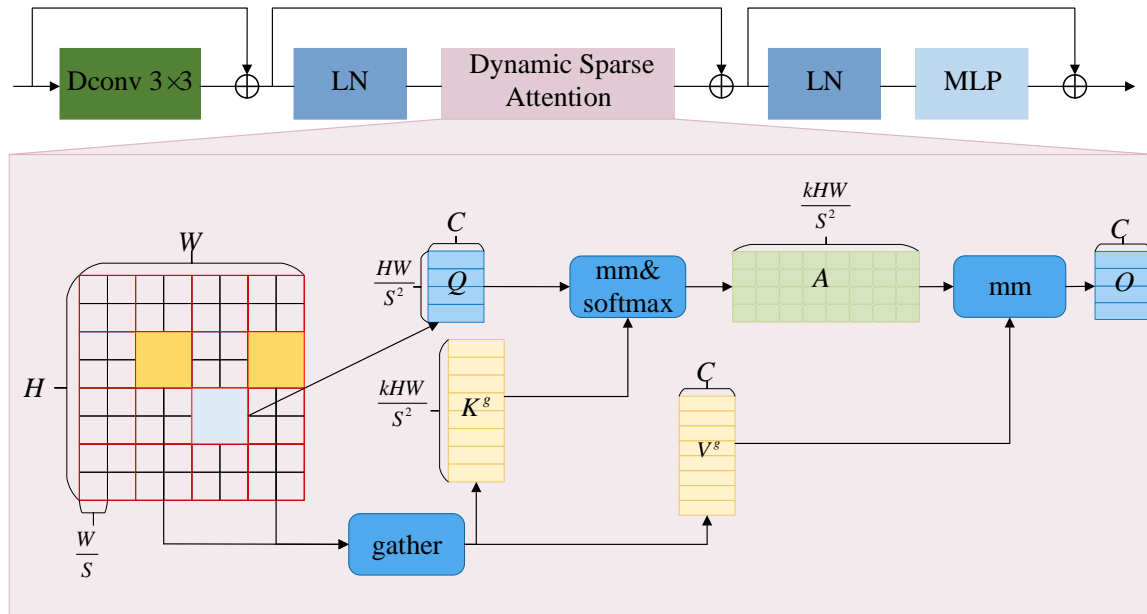 Dconv 3×3
LN
Dynamic Sparse
Attention
LN
MLP
W
H
W/S
HW/S²
C
Q
kHW/S²
K^g
mm&
softmax
kHW/S²
A
C
V^g
mm
C
O
gather